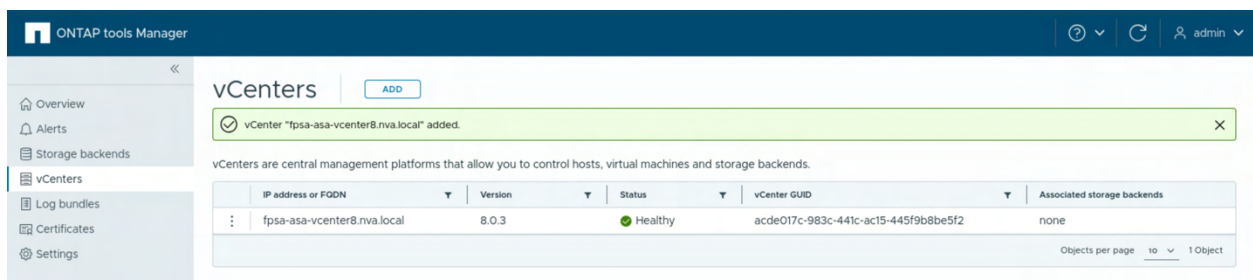 ONTAP tools Manager
admin
Overview
Alerts
Storage backends
vCenters
Log bundles
Certificates
Settings
vCenters
ADD
vCenter "fpsa-asa-vcenter8.nva.local" added.
vCenters are central management platforms that allow you to control hosts, virtual machines and storage backends.
IP address or FQDN Version Status vCenter GUID Associated storage backends
fpsa-asa-vcenter8.nva.local 8.0.3 Healthy acde017c-983c-441c-ac15-445f9b8be5f2 none
Objects per page 10 1 Object